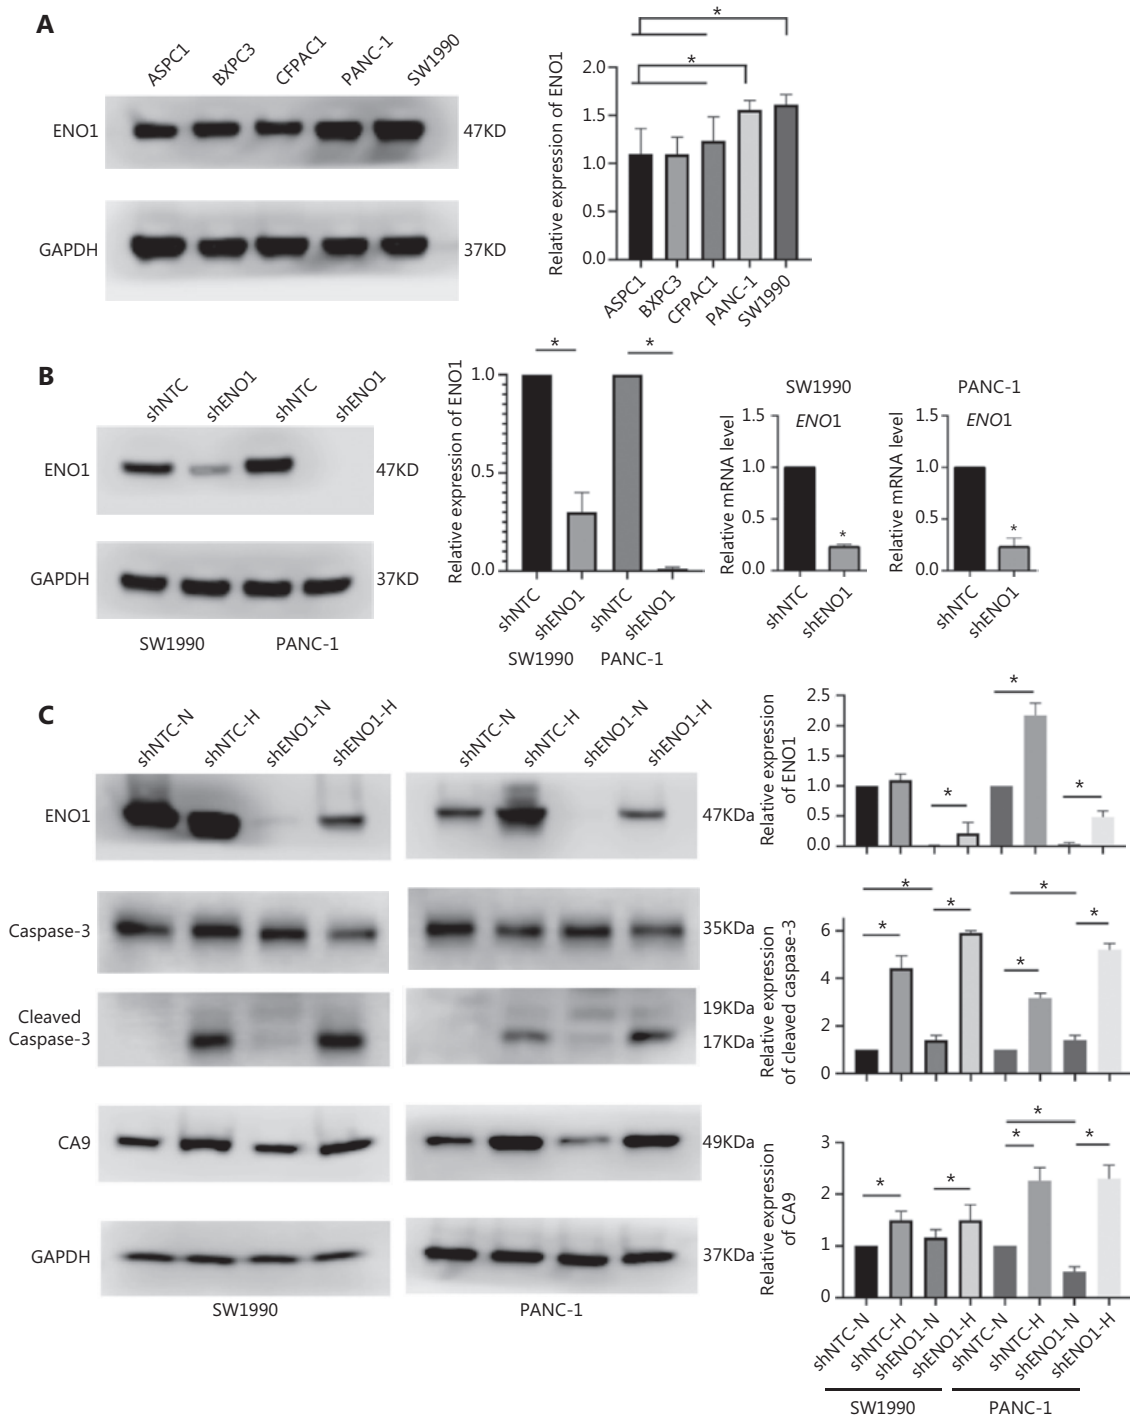 A
ASPC1
BXPC3
CFPAC1
PANC-1
SW1990
ENO1
47KD
GAPDH
37KD
Relative expression of ENO1
*
*
2.0
1.5
1.0
0.5
0.0
ASPC1
BXPC3
CFPAC1
PANC-1
SW1990
B
shNTC
shENO1
shNTC
shENO1
ENO1
47KD
GAPDH
37KD
SW1990
PANC-1
Relative expression of ENO1
*
*
1.0
0.5
0.0
shNTC
shENO1
shNTC
shENO1
SW1990
PANC-1
SW1990
ENO1
Relative mRNA level
1.5
1.0
0.5
0.0
*
shNTC
shENO1
PANC-1
ENO1
Relative mRNA level
1.5
1.0
0.5
0.0
*
shNTC
shENO1
C
shNTC-N
shNTC-H
shENO1-N
shENO1-H
shNTC-N
shNTC-H
shENO1-N
shENO1-H
ENO1
47KDa
Caspase-3
35KDa
Cleaved
Caspase-3
19KDa
17KDa
CA9
49KDa
GAPDH
37KDa
SW1990
PANC-1
Relative expression
of ENO1
2.5
2.0
1.5
1.0
0.5
0.0
*
*
*
Relative expression
of cleaved caspase-3
6
4
2
0
*
*
*
*
*
*
Relative expression
of CA9
3
2
1
0
*
*
*
*
*
shNTC-N
shNTC-H
shENO1-N
shENO1-H
shNTC-N
shNTC-H
shENO1-N
shENO1-H
SW1990
PANC-1